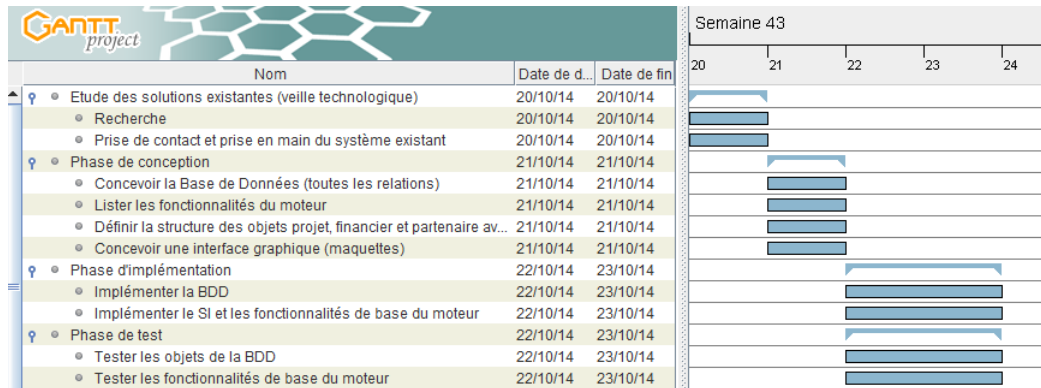 GANTT
project
Semaine 43
20 21 22 23 24
Nom Date de d... Date de fin
Etude des solutions existantes (veille technologique) 20/10/14 20/10/14
Recherche 20/10/14 20/10/14
Prise de contact et prise en main du système existant 20/10/14 20/10/14
Phase de conception 21/10/14 21/10/14
Concevoir la Base de Données (toutes les relations) 21/10/14 21/10/14
Lister les fonctionnalités du moteur 21/10/14 21/10/14
Définir la structure des objets projet, financier et partenaire av... 21/10/14 21/10/14
Concevoir une interface graphique (maquettes) 21/10/14 21/10/14
Phase d'implémentation 22/10/14 23/10/14
Implémenter la BDD 22/10/14 23/10/14
Implémenter le SI et les fonctionnalités de base du moteur 22/10/14 23/10/14
Phase de test 22/10/14 23/10/14
Tester les objets de la BDD 22/10/14 23/10/14
Tester les fonctionnalités de base du moteur 22/10/14 23/10/14